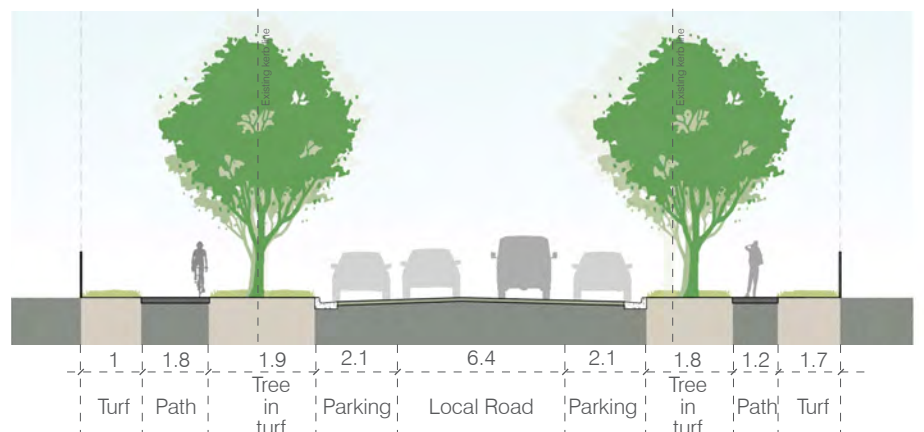 Existing kerb line
Existing kerb line
1 1.8 1.9 2.1 6.4 2.1 1.8 1.2 1.7
Turf Path Tree in turf Parking Local Road Parking Tree in turf Path Turf